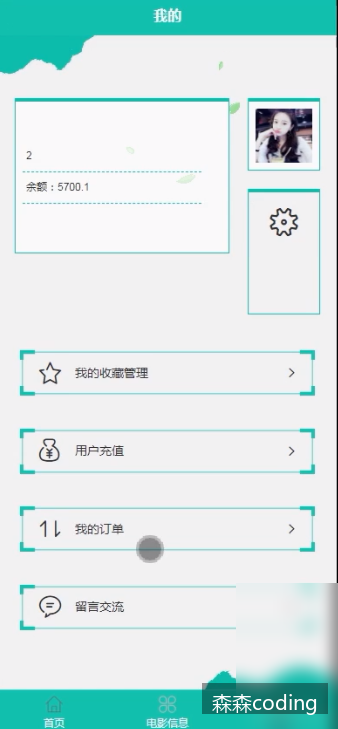 我的
2
余额：5700.1
我的收藏管理
用户充值
我的订单
留言交流
首页
电影信息
森森coding